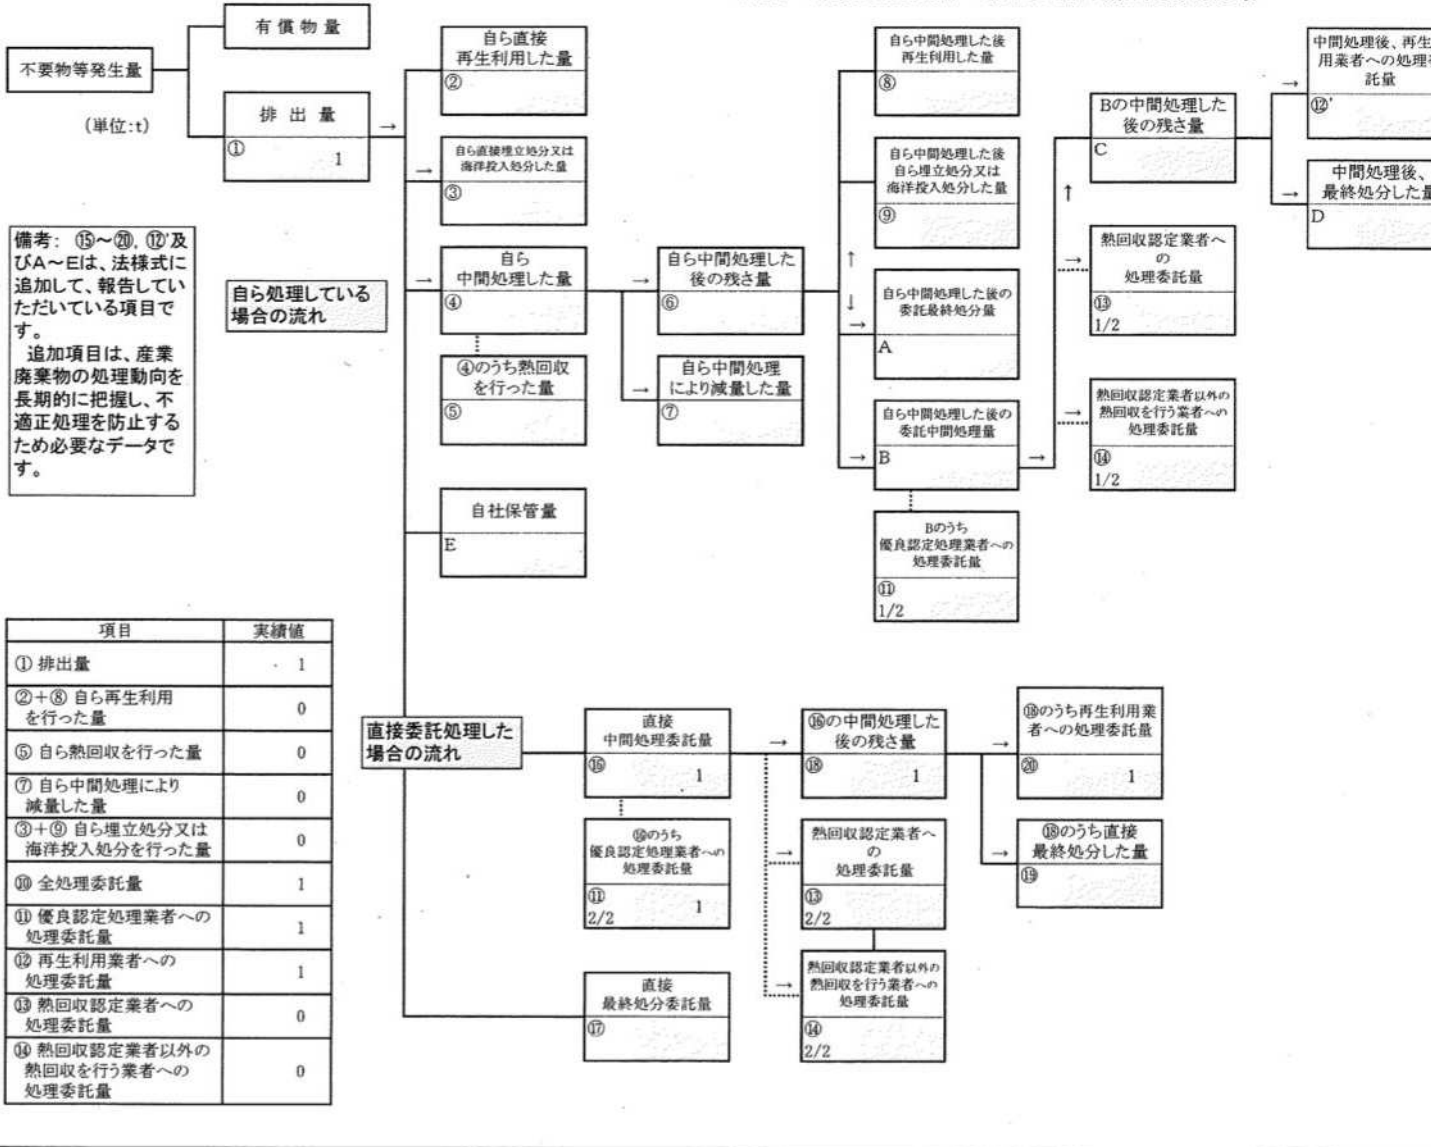 有償物量
不要物等発生量
(単位:t)
排出量
①
1
→
自ら直接
再生利用した量
②
→
自ら直接埋立処分又は
海洋投入処分した量
③
→
自ら
中間処理した量
④
④のうち熱回収
を行った量
⑤
自社保管量
E
自ら処理している
場合の流れ
備考: ⑮~⑳, ⑫'及
びA~Eは、法様式に
追加して、報告してい
ただいている項目で
す。
追加項目は、産業
廃棄物の処理動向を
長期的に把握し、不
適正処理を防止する
ため必要なデータで
す。
→
自ら中間処理した
後の残さ量
⑥
→
自ら中間処理
により減量した量
⑦
自ら中間処理した後
再生利用した量
⑧
自ら中間処理した後
自ら埋立処分又は
海洋投入処分した量
⑨
↑
↓
→
自ら中間処理した後の
委託最終処分量
A
自ら中間処理した後の
委託中間処理量
→
B
→
Bのうち
優良認定処理業者への
処理委託量
⑪
1/2
Bの中間処理した
後の残さ量
C
↑
→
熱回収認定業者へ
の
処理委託量
⑬
1/2
→
熱回収認定業者以外の
熱回収を行う業者への
処理委託量
⑭
1/2
→
中間処理後、再生
用業者への処理
託量
⑫'
→
中間処理後、
最終処分した
D
項目 実績値
① 排出量 1
②+⑧ 自ら再生利用
を行った量 0
⑤ 自ら熱回収を行った量 0
⑦ 自ら中間処理により
減量した量 0
③+⑨ 自ら埋立処分又は
海洋投入処分を行った量 0
⑩ 全処理委託量 1
⑪ 優良認定処理業者への
処理委託量 1
⑫ 再生利用業者への
処理委託量 1
⑬ 熱回収認定業者への
処理委託量 0
⑭ 熱回収認定業者以外の
熱回収を行う業者への
処理委託量 0
直接委託処理した
場合の流れ
直接
中間処理委託量
⑯
1
⑯のうち
優良認定処理業者への
処理委託量
⑪
2/2
1
直接
最終処分委託量
⑰
→
⑯の中間処理した
後の残さ量
⑱
1
→
熱回収認定業者へ
の
処理委託量
⑬
2/2
→
熱回収認定業者以外の
熱回収を行う業者への
処理委託量
⑭
2/2
→
⑱のうち再生利用業
者への処理委託量
⑳
1
→
⑱のうち直接
最終処分した量
⑲